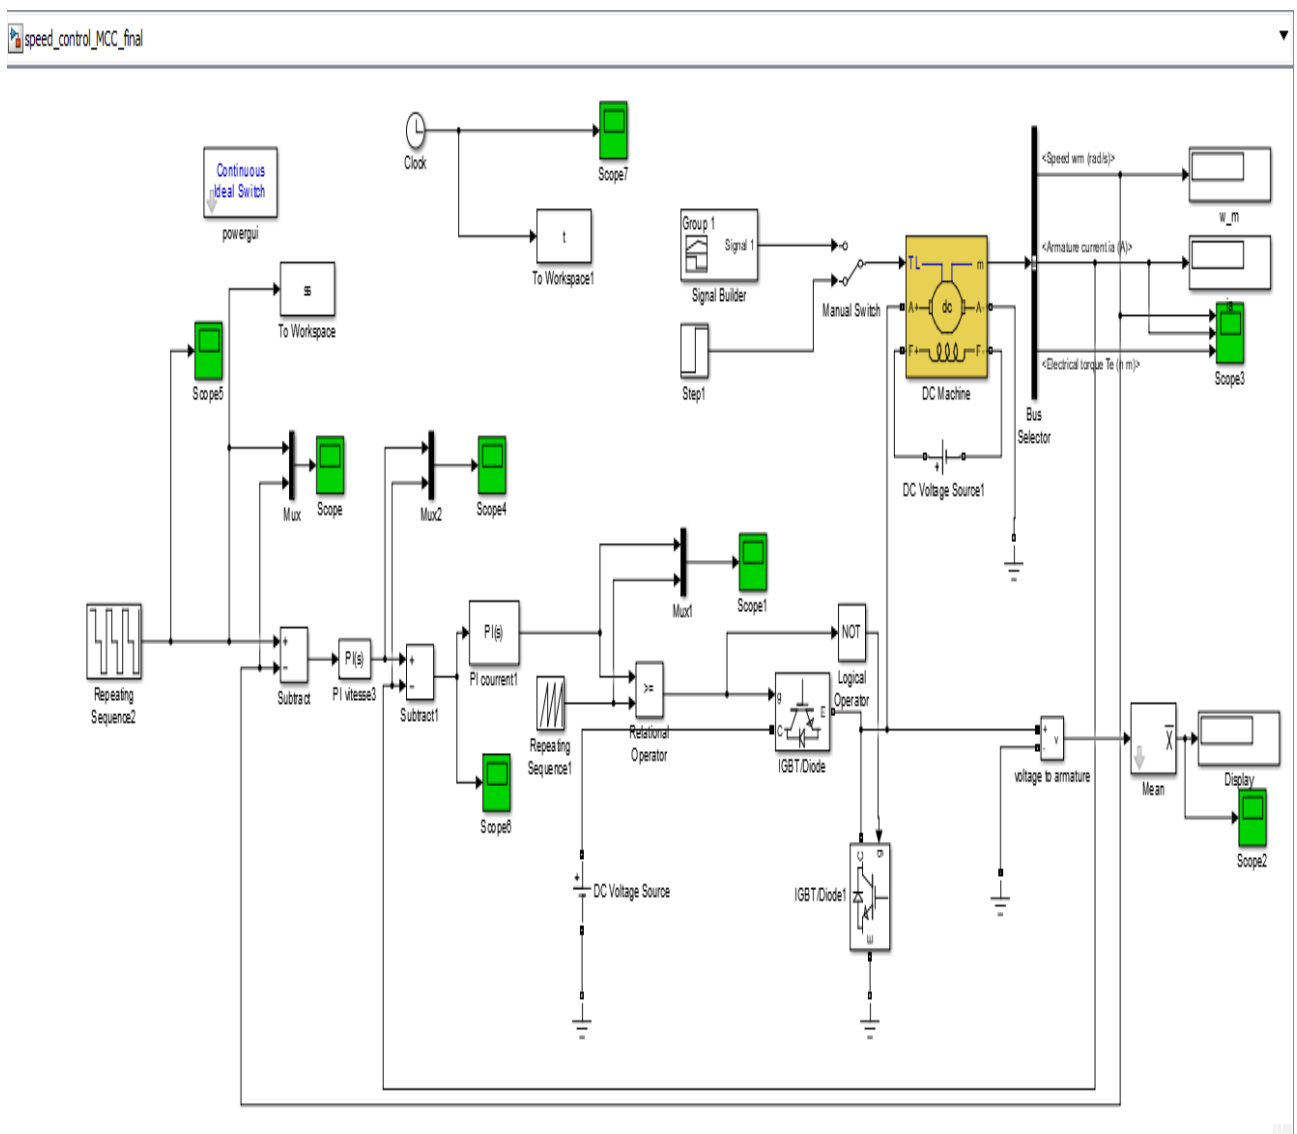 speed_control_MCC_final
Clock
Scope7
Continuous
Ideal Switch
powergui
t
To Workspace1
To Workspace
Scope5
Group 1
Signal 1
Signal Builder
Manual Switch
Step1
TL
m
A+
dc
A-
F+
F-
DC Machine
DC Voltage Source1
<Speed wm (rad/s)>
<Armature current ia (A)>
<Electrical torque Te (n m)>
w_m
ia
Scope3
Bus
Selector
Mux
Scope
Mux2
Scope4
Mux1
Scope1
Repeating
Sequence2
+
−
Subtract
PI(s)
PI vitesse3
+
−
Subtract1
PI(s)
PI courrent1
Scope6
Repeating
Sequence1
>=
Relational
Operator
NOT
Logical
Operator
g
C
E
IGBT/Diode
DC Voltage Source
+
g
C
E
IGBT/Diode1
+
-
v
voltage to armature
X
Mean
Display
Scope2